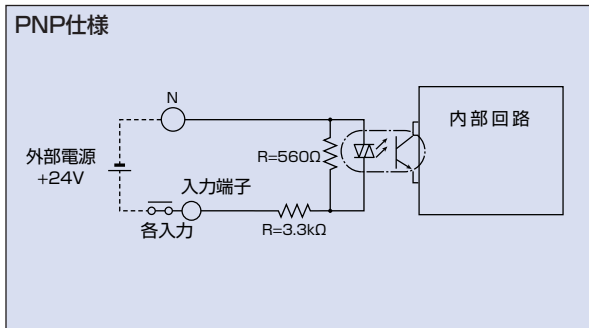 PNP仕様
N
内部回路
R=560Ω
外部電源
+24V
入力端子
各入力
R=3.3kΩ